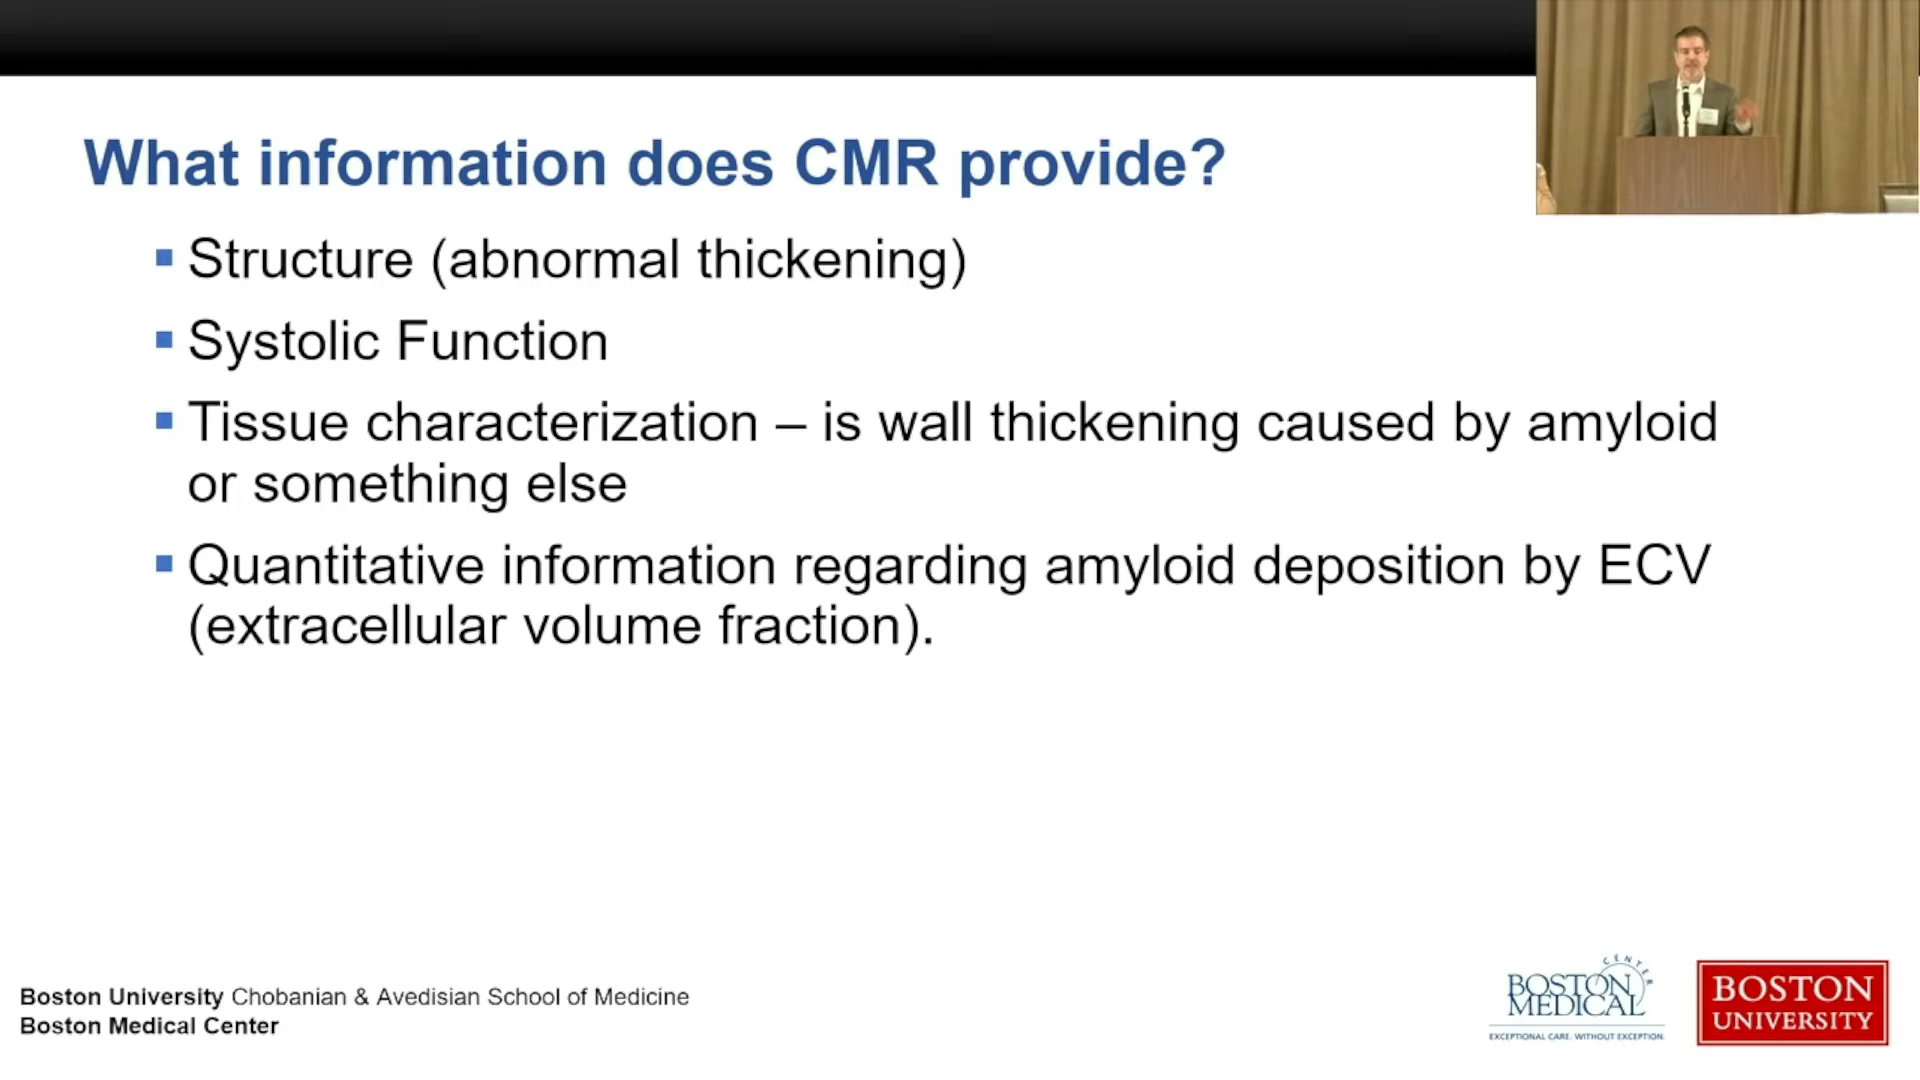 What information does CMR provide?
Structure (abnormal thickening)
Systolic Function
Tissue characterization – is wall thickening caused by amyloid
or something else
Quantitative information regarding amyloid deposition by ECV
(extracellular volume fraction).
Boston University Chobanian & Avedisian School of Medicine
Boston Medical Center
BOSTON
MEDICAL
CENTER
EXCEPTIONAL CARE. WITHOUT EXCEPTION.
BOSTON
UNIVERSITY